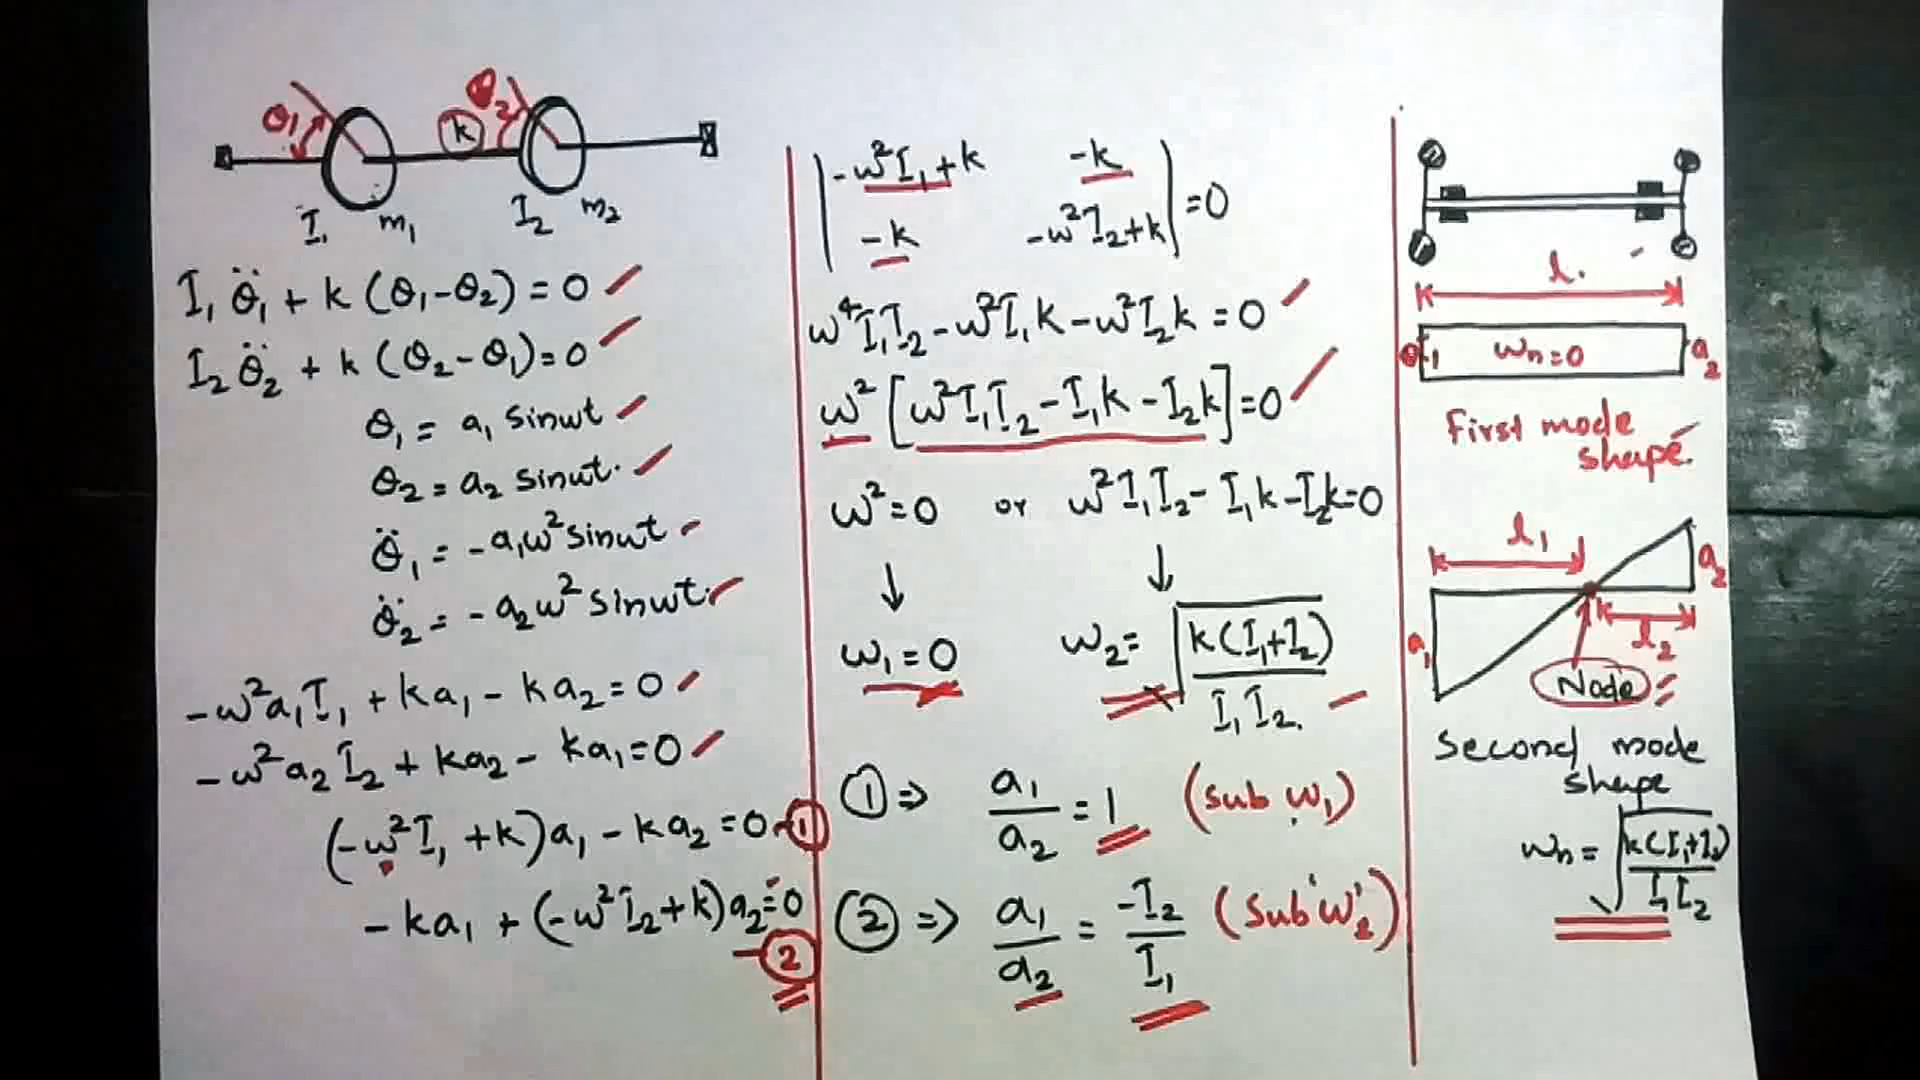 θ₁ k θ₂
I₁ m₁ I₂ m₂
I₁ θ̈₁ + k (θ₁-θ₂) = 0
I₂ θ̈₂ + k (θ₂-θ₁)=0
θ₁ = a₁ sinωt
θ₂ = a₂ sinωt.
θ̈₁ = -a₁ω² sinωt
θ̈₂ = -a₂ω² sinωt.
-ω²a₁I₁ + ka₁ - ka₂ = 0
-ω²a₂I₂ + ka₂ - ka₁=0
(-ω²I₁ +k)a₁ - ka₂ =0 -①
-ka₁ + (-ω²I₂+k)a₂=0
-②
| -ω²I₁+k -k |
| -k -ω²I₂+k | =0
ω⁴I₁I₂ -ω²I₁k -ω²I₂k =0
ω² [ω²I₁I₂ -I₁k -I₂k]=0
ω²=0 or ω²I₁I₂- I₁k-I₂k=0
↓ ↓
ω₁=0 ω₂= √(k(I₁+I₂) / I₁I₂.)
① ⇒ a₁/a₂ = 1 (sub ω₁)
② ⇒ a₁/a₂ = -I₂/I₁ (sub 'ω₂')
l.
a₁ ωn=0 a₂
First mode
shape.
l₁
a₂
a₁ l₂
Node
Second mode
shape
ωn= √(k(I₁+I₂) / I₁I₂)